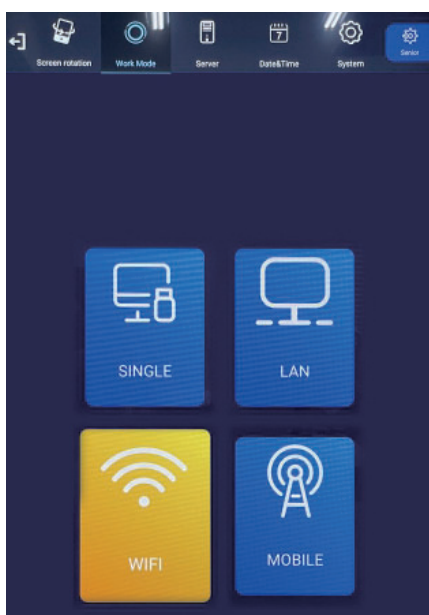 Screen rotation
Work Mode
Server
7
Date&Time
System
Senior
SINGLE
LAN
WIFI
MOBILE